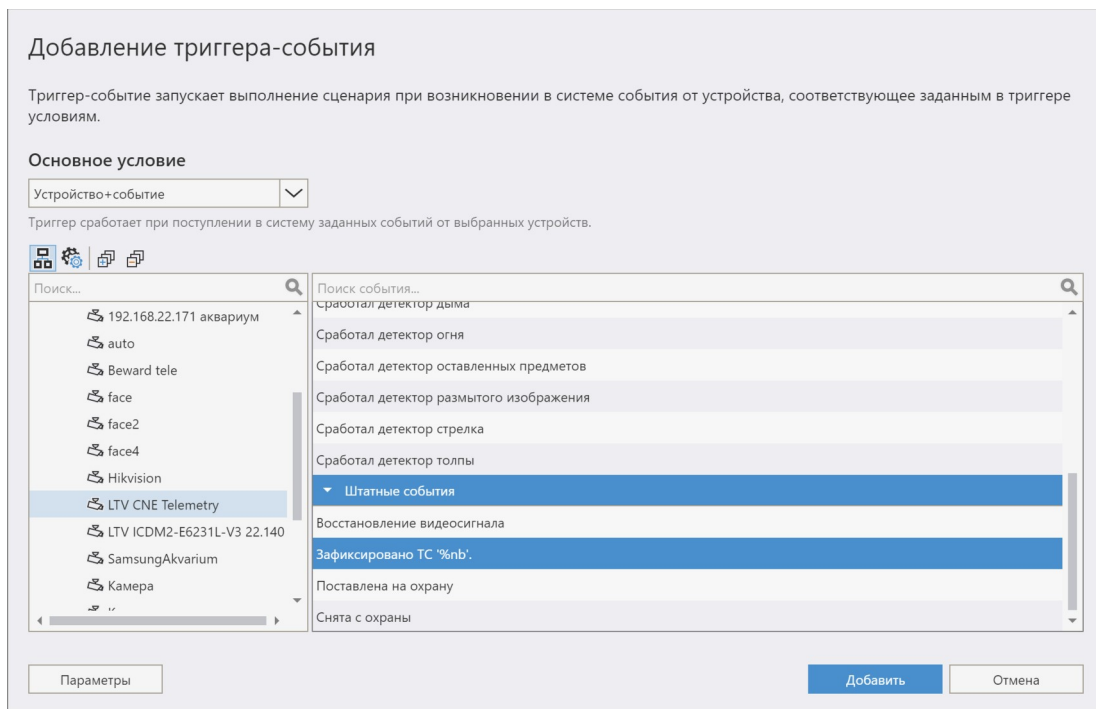 Добавление триггера-события
Триггер-событие запускает выполнение сценария при возникновении в системе события от устройства, соответствующее заданным в триггере
условиям.
Основное условие
Устройство+событие
Триггер сработает при поступлении в систему заданных событий от выбранных устройств.
Поиск...
192.168.22.171 аквариум
auto
Beward tele
face
face2
face4
Hikvision
LTV CNE Telemetry
LTV ICDM2-E6231L-V3 22.140
SamsungAkvarium
Камера
Поиск события...
Сработал детектор дыма
Сработал детектор огня
Сработал детектор оставленных предметов
Сработал детектор размытого изображения
Сработал детектор стрелка
Сработал детектор толпы
Штатные события
Восстановление видеосигнала
Зафиксировано ТС '%nb'.
Поставлена на охрану
Снята с охраны
Параметры
Добавить
Отмена